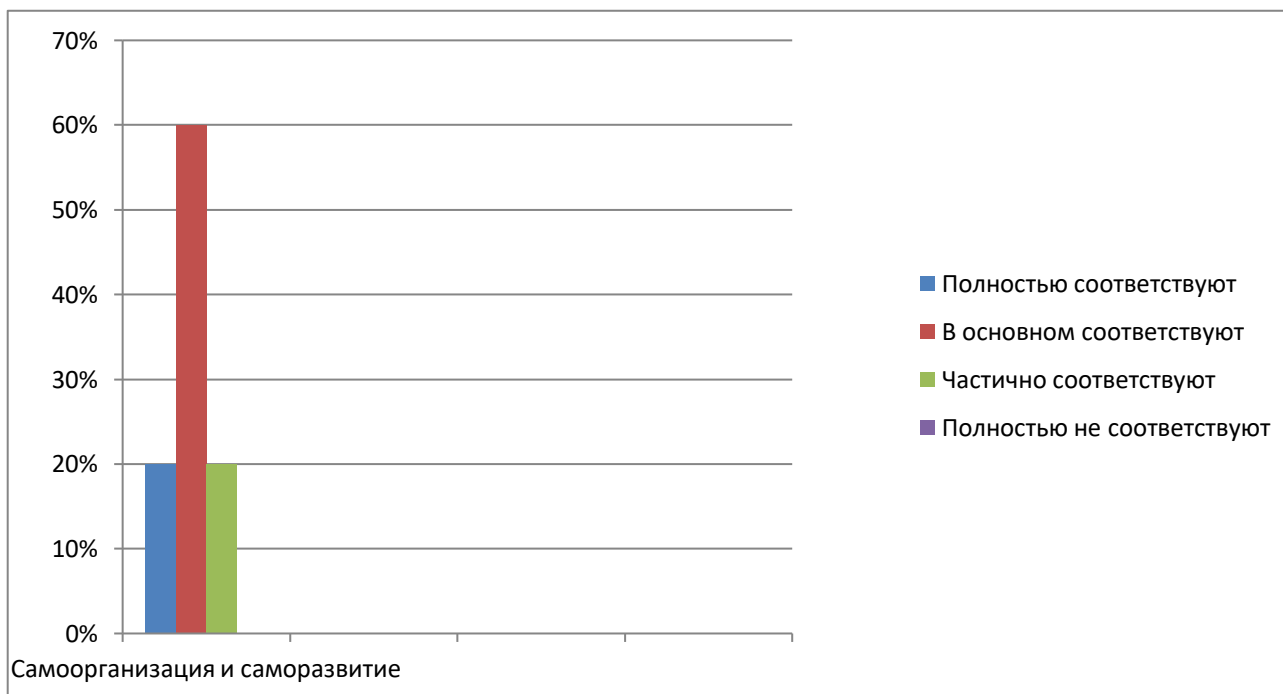 70%
60%
50%
40%
30%
20%
10%
0%
Самоорганизация и саморазвитие
Полностью соответствуют
В основном соответствуют
Частично соответствуют
Полностью не соответствуют